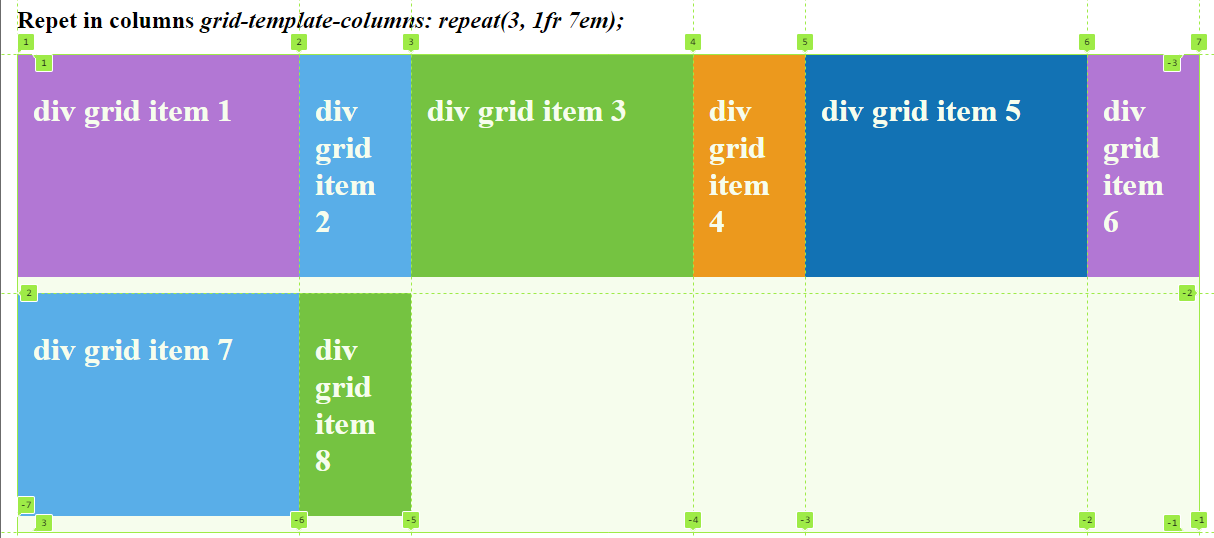 Repet in columns grid-template-columns: repeat(3, 1fr 7em);
1 2 3 4 5 6 7
1 -3
div grid item 1
div
grid
item
2
div grid item 3
div
grid
item
4
div grid item 5
div
grid
item
6
2 -2
div grid item 7
div
grid
item
8
-7 -6 -5 -4 -3 -2 -1
3 -1